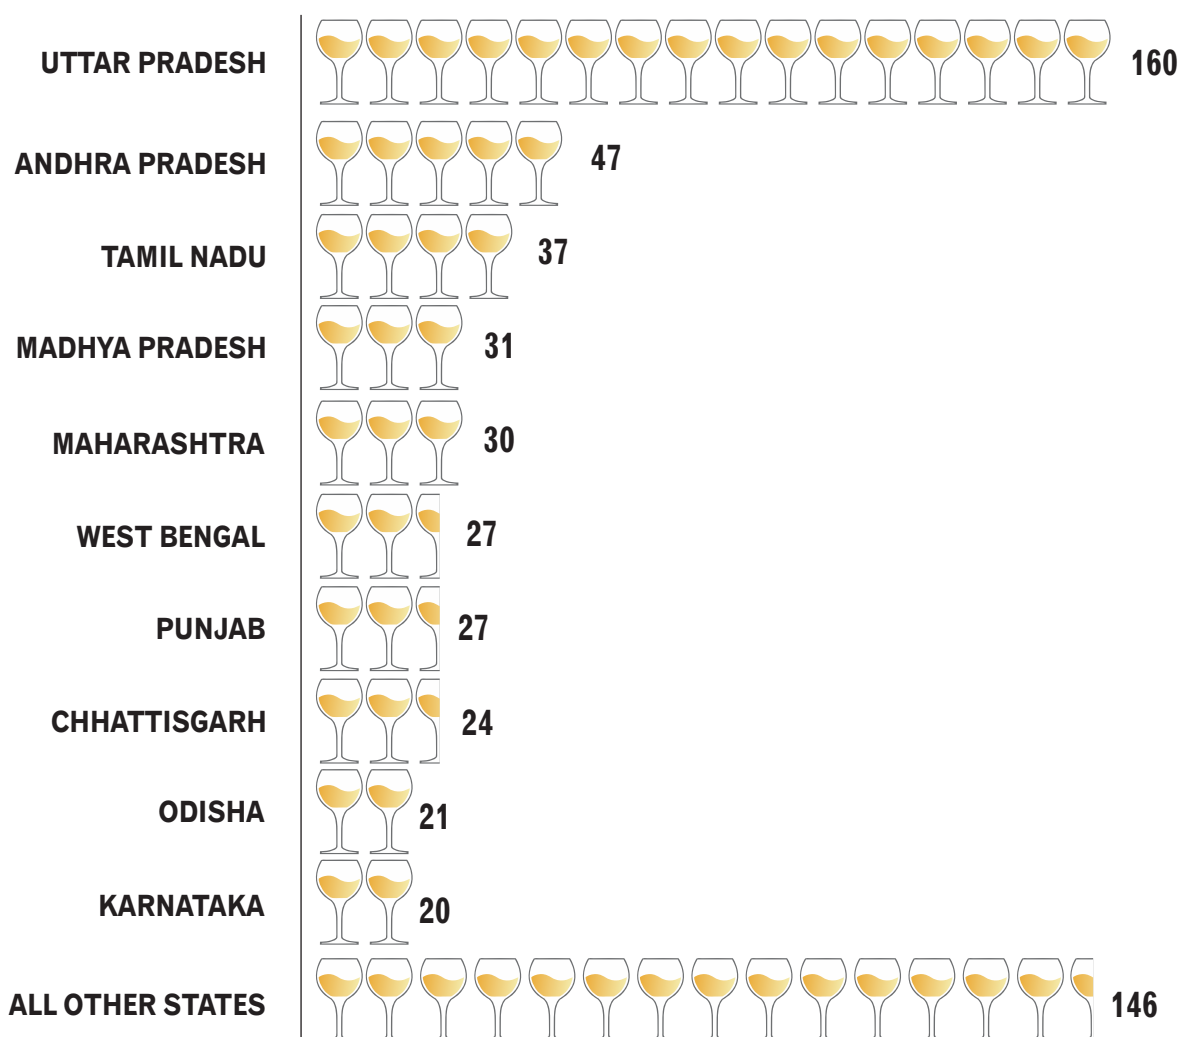 UTTAR PRADESH 160
ANDHRA PRADESH 47
TAMIL NADU 37
MADHYA PRADESH 31
MAHARASHTRA 30
WEST BENGAL 27
PUNJAB 27
CHHATTISGARH 24
ODISHA 21
KARNATAKA 20
ALL OTHER STATES 146